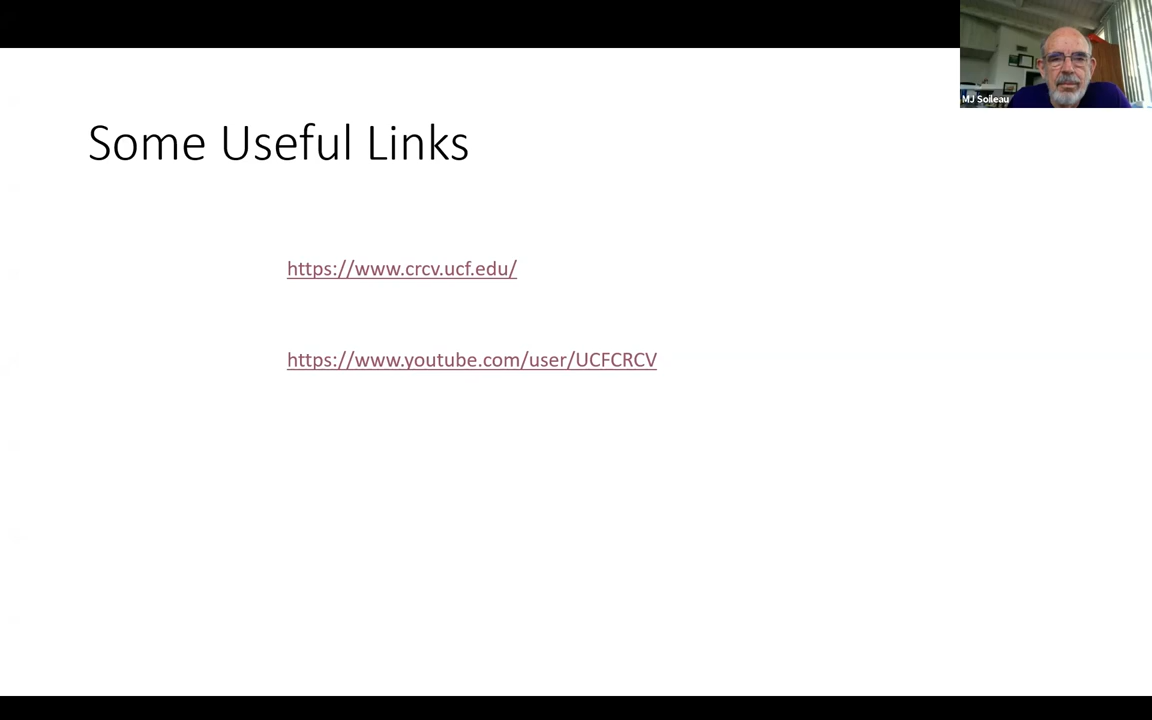 MJ Soileau
Some Useful Links
https://www.crcv.ucf.edu/
https://www.youtube.com/user/UCFCRCV